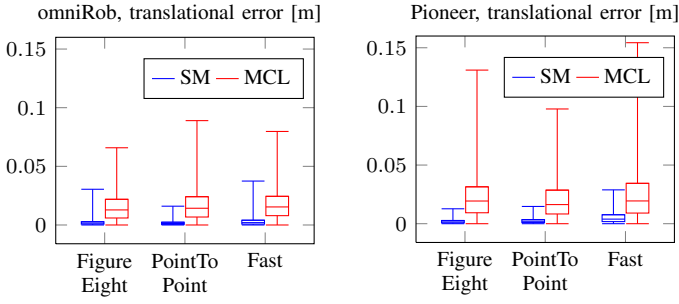 omniRob, translational error [m]
0.15
0.1
0.05
0
SM MCL
Figure
Eight
PointTo
Point
Fast
Pioneer, translational error [m]
0.15
0.1
0.05
0
SM MCL
Figure
Eight
PointTo
Point
Fast